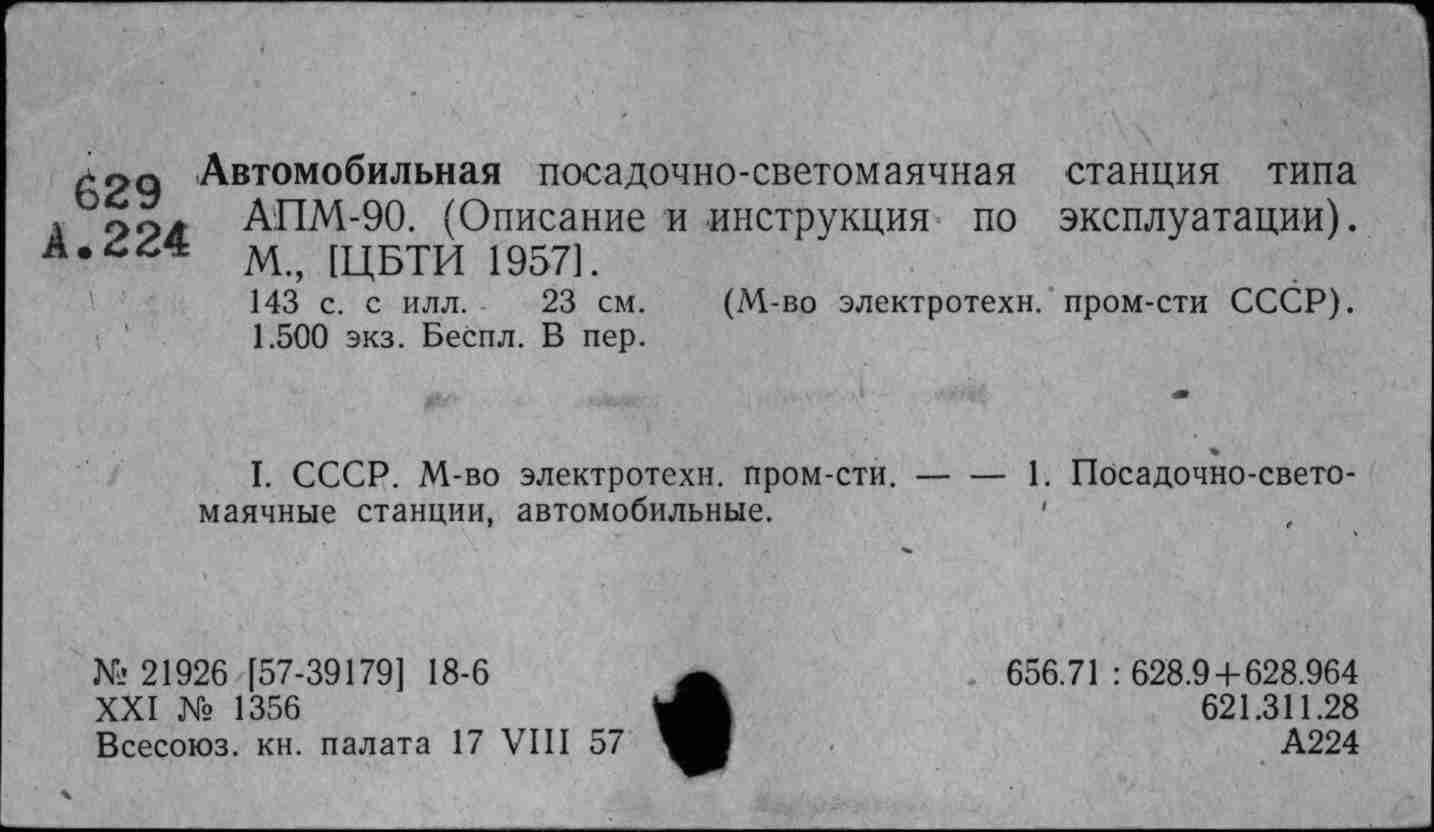 629
А.224
Автомобильная посадочно-светомаячная станция типа
АПМ-90. (Описание и инструкция по эксплуатации).
М., [ЦБТИ 1957].
143 с. с илл. 23 см. (М-во электротехн. пром-сти СССР).
1.500 экз. Беспл. В пер.
I. СССР. М-во электротехн. пром-сти. — — 1. Посадочно-свето-
маячные станции, автомобильные.
№ 21926 [57-39179] 18-6
XXI № 1356
Всесоюз. кн. палата 17 VIII 57
656.71 : 628.9+628.964
621.311.28
А224